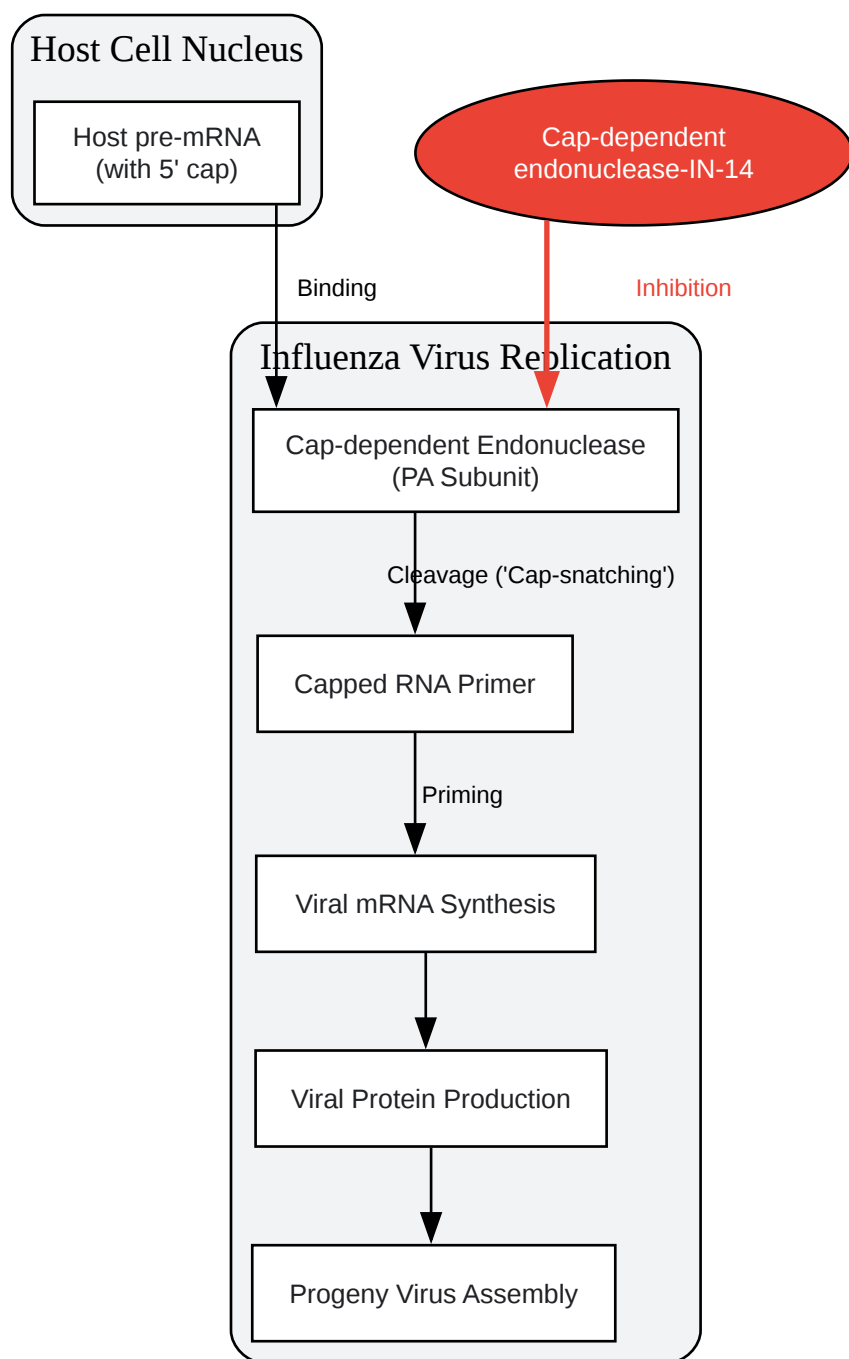 Host Cell Nucleus
Host pre-mRNA
(with 5' cap)
Cap-dependent
endonuclease-IN-14
Binding
Inhibition
Influenza Virus Replication
Cap-dependent Endonuclease
(PA Subunit)
Cleavage ('Cap-snatching')
Capped RNA Primer
Priming
Viral mRNA Synthesis
Viral Protein Production
Progeny Virus Assembly